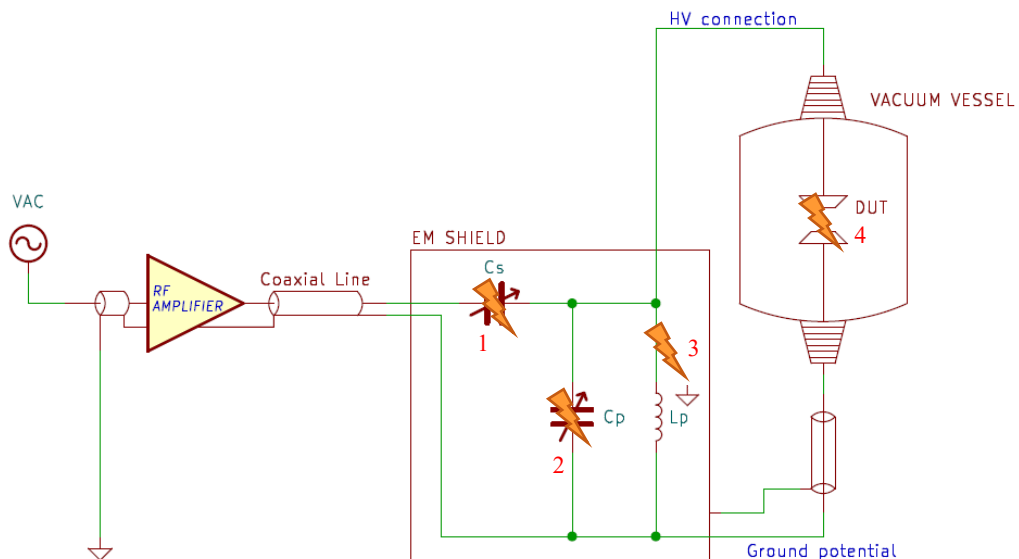 HV connection
VACUUM VESSEL
VAC
DUT
4
EM SHIELD
RF
AMPLIFIER
Coaxial Line
Cs
1
3
Cp
Lp
2
Ground potential